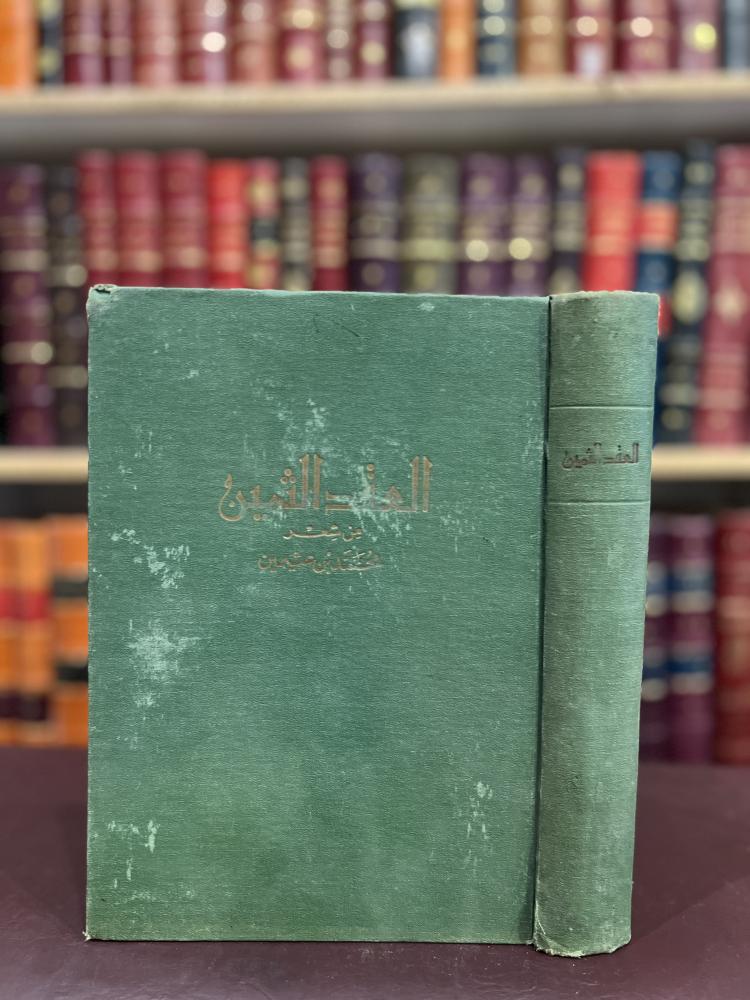 العقد الثمين
من شعر
محمد بن عثيمين
العقد الثمين